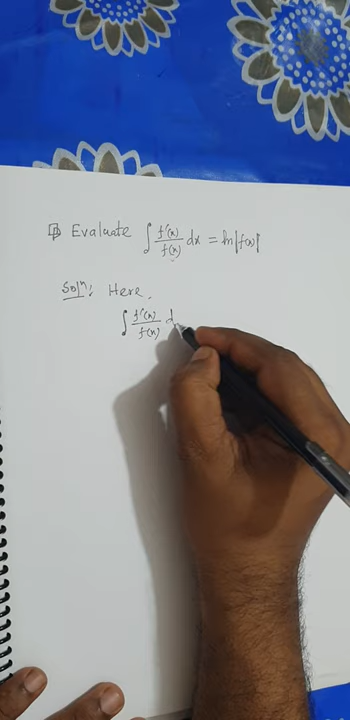 Evaluate ∫ f'(x)/f(x) dx = ln|f(x)|
Solⁿ: Here,
∫ f'(x)/f(x) d